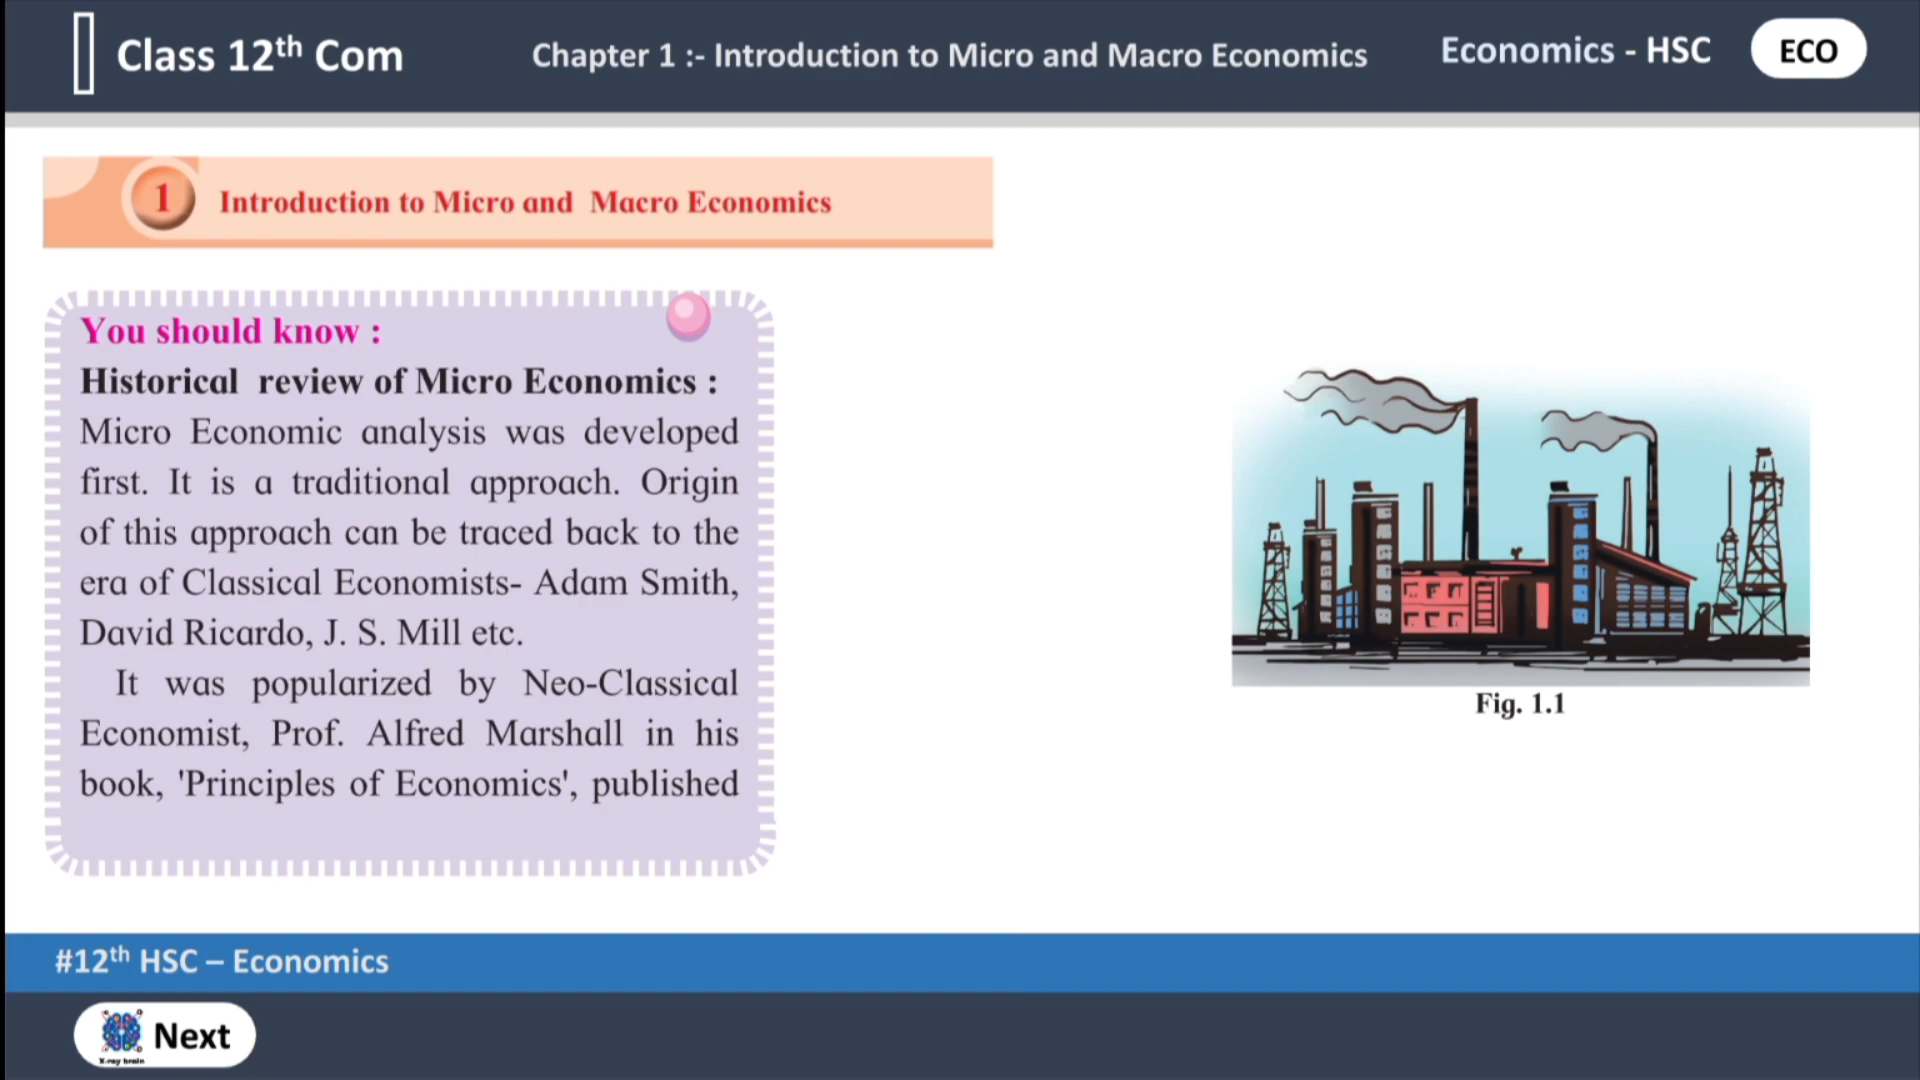 Class 12th Com
Chapter 1 :- Introduction to Micro and Macro Economics
Economics - HSC
ECO
1
Introduction to Micro and Macro Economics
You should know :
Historical review of Micro Economics :
Micro Economic analysis was developed
first. It is a traditional approach. Origin
of this approach can be traced back to the
era of Classical Economists- Adam Smith,
David Ricardo, J. S. Mill etc.
It was popularized by Neo-Classical
Economist, Prof. Alfred Marshall in his
book, 'Principles of Economics', published
Fig. 1.1
#12th HSC – Economics
X-ray brain
Next